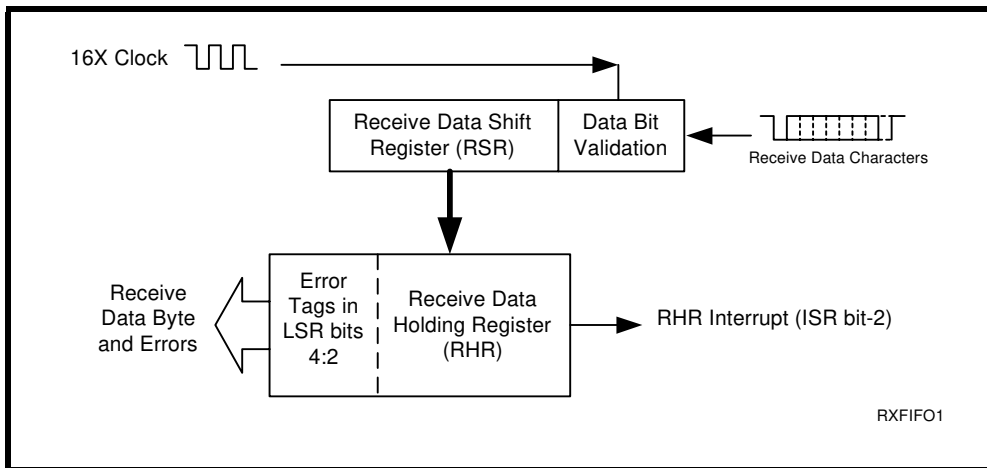 16X Clock
Receive Data Shift
Register (RSR)
Data Bit
Validation
Receive Data Characters
Receive
Data Byte
and Errors
Error
Tags in
LSR bits
4:2
Receive Data
Holding Register
(RHR)
RHR Interrupt (ISR bit-2)
RXFIFO1